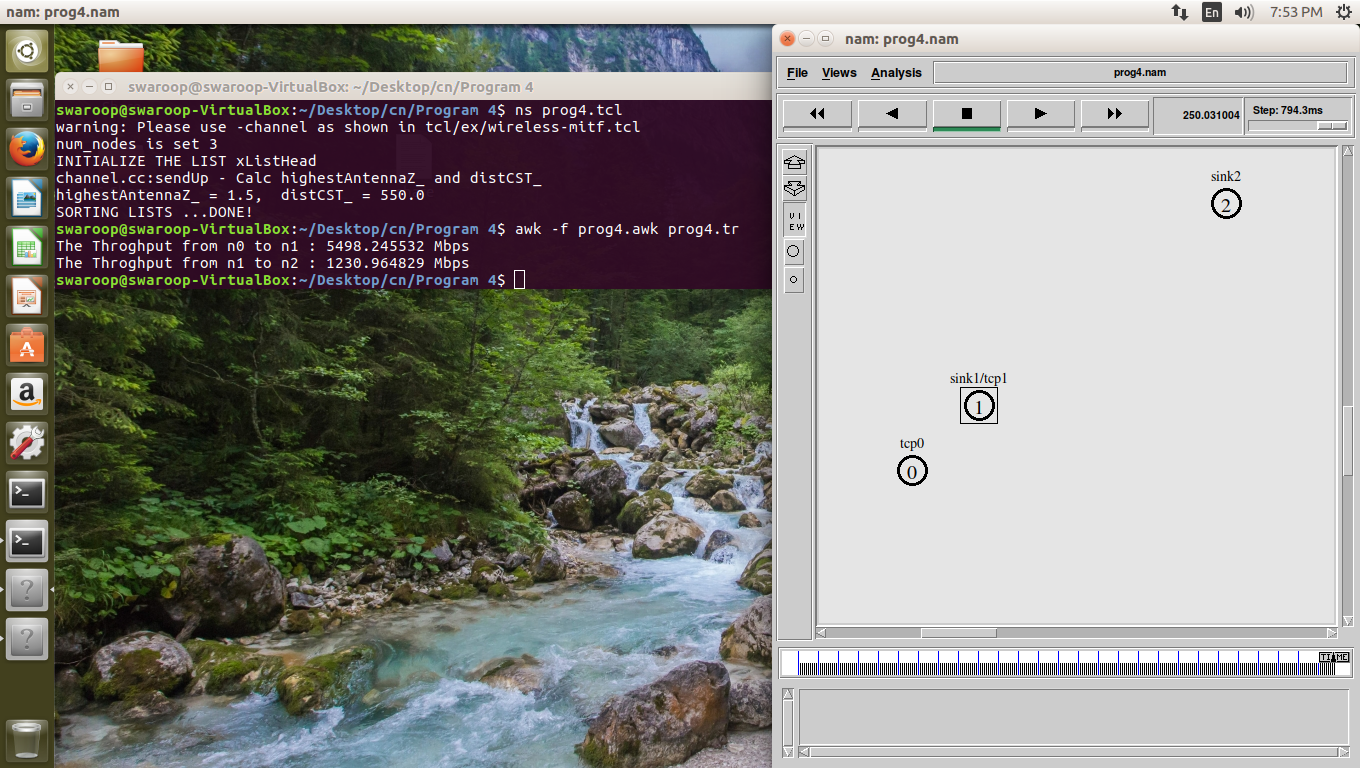 nam: prog4.nam
En
7:53 PM
swaroop@swaroop-VirtualBox: ~/Desktop/cn/Program 4
swaroop@swaroop-VirtualBox:~/Desktop/cn/Program 4$ ns prog4.tcl
warning: Please use -channel as shown in tcl/ex/wireless-mitf.tcl
num_nodes is set 3
INITIALIZE THE LIST xListHead
channel.cc:sendUp - Calc highestAntennaZ_ and distCST_
highestAntennaZ_ = 1.5,  distCST_ = 550.0
SORTING LISTS ...DONE!
swaroop@swaroop-VirtualBox:~/Desktop/cn/Program 4$ awk -f prog4.awk prog4.tr
The Throghput from n0 to n1 : 5498.245532 Mbps
The Throghput from n1 to n2 : 1230.964829 Mbps
swaroop@swaroop-VirtualBox:~/Desktop/cn/Program 4$
nam: prog4.nam
File Views Analysis
prog4.nam
250.031004
Step: 794.3ms
VI
EW
sink2
2
sink1/tcp1
1
tcp0
0
TIME